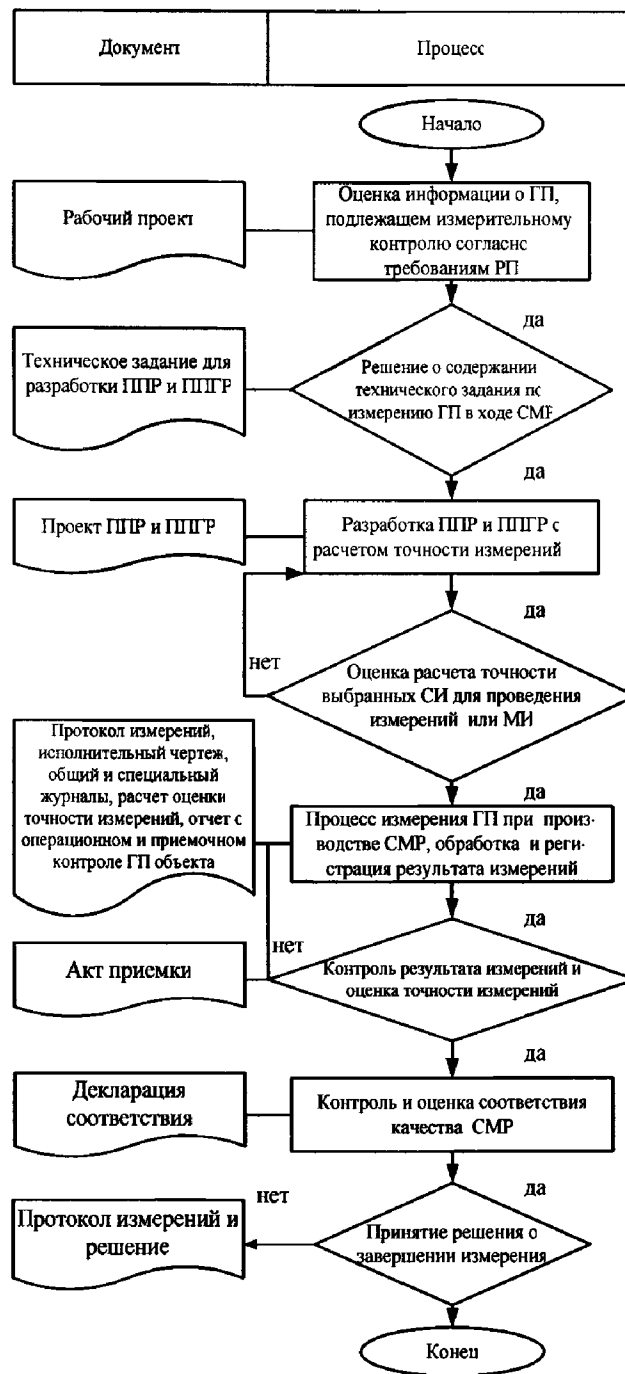 Документ
Процесс
Начало
Рабочий проект
Оценка информации о ГП,
подлежащем измерительному
контролю согласно
требованиям РП
да
Техническое задание для
разработки ППР и ППГР
Решение о содержании
технического задания по
измерению ГП в ходе СМР
да
Проект ППР и ППГР
Разработка ППР и ППГР с
расчетом точности измерений
да
нет
Оценка расчета точности
выбранных СИ для проведения
измерений или МИ
да
Протокол измерений,
исполнительный чертеж,
общий и специальный
журналы, расчет оценки
точности измерений, отчет с
операционном и приемочном
контроле ГП объекта
Процесс измерения ГП при произ-
водстве СМР, обработка и реги-
страция результата измерений
да
нет
Акт приемки
Контроль результата измерений и
оценка точности измерений
да
Декларация
соответствия
Контроль и оценка соответствия
качества СМР
да
нет
Протокол измерений и
решение
Принятие решения о
завершении измерения
Конец